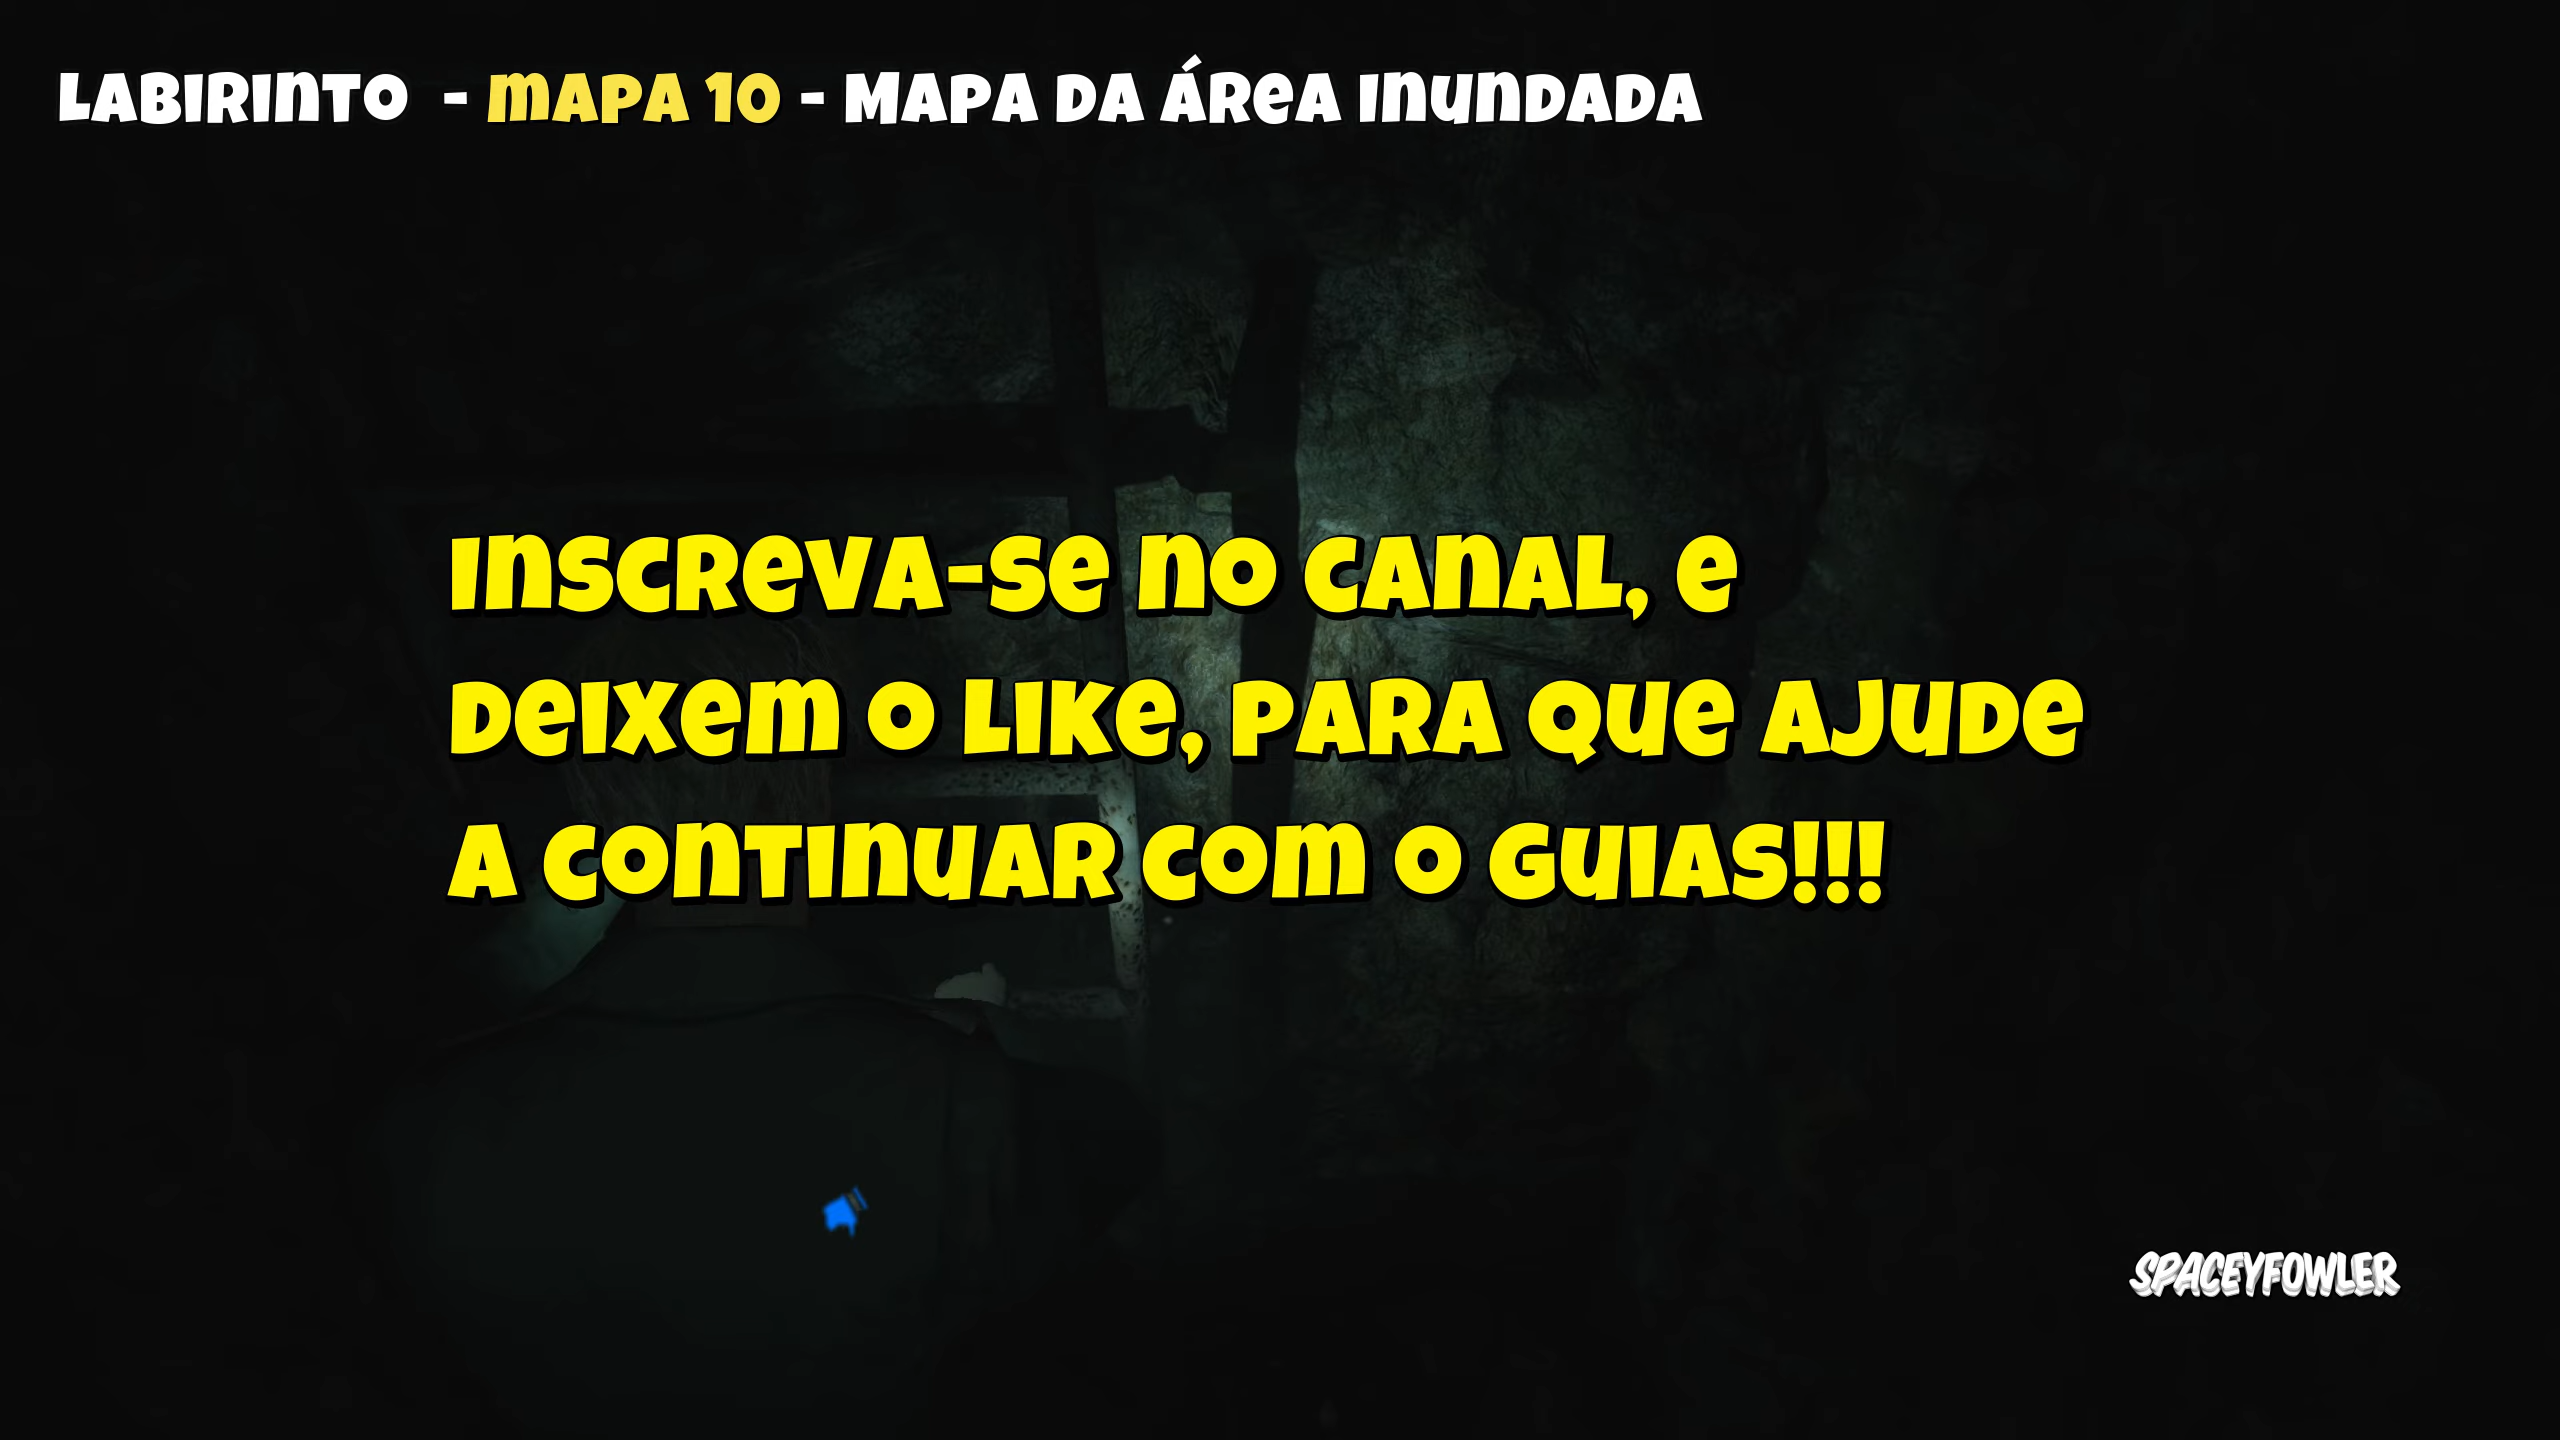 LABIRINTO - MAPA 10 - MAPA DA ÁREA INUNDADA
INSCREVA-SE NO CANAL, E
DEIXEM O LIKE, PARA QUE AJUDE
A CONTINUAR COM O GUIAS!!!
SPACEYFOWLER